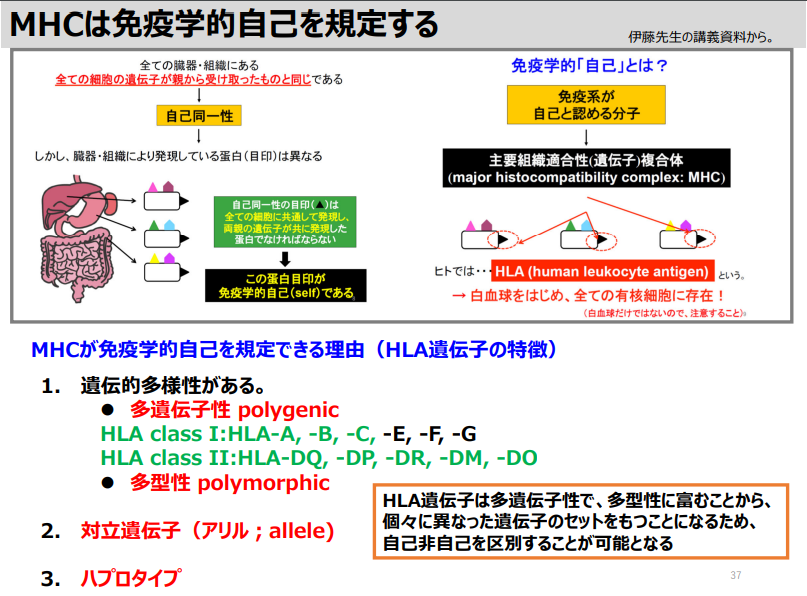 MHCは免疫学的自己を規定する
伊藤先生の講義資料から。
全ての臓器・組織にある
全ての細胞の遺伝子が親から受け取ったものと同じである
自己同一性
しかし、臓器・組織により発現している蛋白(目印)は異なる
自己同一性の目印(▲)は
全ての細胞に共通して発現し、
両親の遺伝子が共に発現した
蛋白でなければならない
この蛋白目印が
免疫学的自己(self)である
免疫学的「自己」とは？
免疫系が
自己と認める分子
主要組織適合性(遺伝子)複合体
(major histocompatibility complex: MHC)
ヒトでは・・・HLA (human leukocyte antigen) という。
→ 白血球をはじめ、全ての有核細胞に存在！
(白血球だけではないので、注意すること)
MHCが免疫学的自己を規定できる理由（HLA遺伝子の特徴）
1. 遺伝的多様性がある。
● 多遺伝子性 polygenic
HLA class I:HLA-A, -B, -C, -E, -F, -G
HLA class II:HLA-DQ, -DP, -DR, -DM, -DO
● 多型性 polymorphic
2. 対立遺伝子（アリル；allele)
3. ハプロタイプ
HLA遺伝子は多遺伝子性で、多型性に富むことから、
個々に異なった遺伝子のセットをもつことになるため、
自己非自己を区別することが可能となる
37